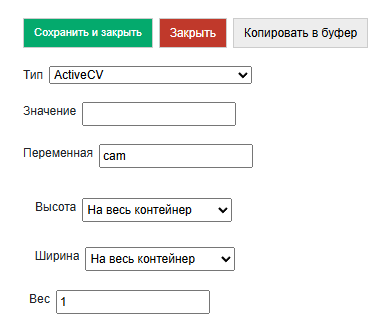 Сохранить и закрыть Закрыть Копировать в буфер
Тип ActiveCV
Значение
Переменная cam
Высота На весь контейнер
Ширина На весь контейнер
Вес 1